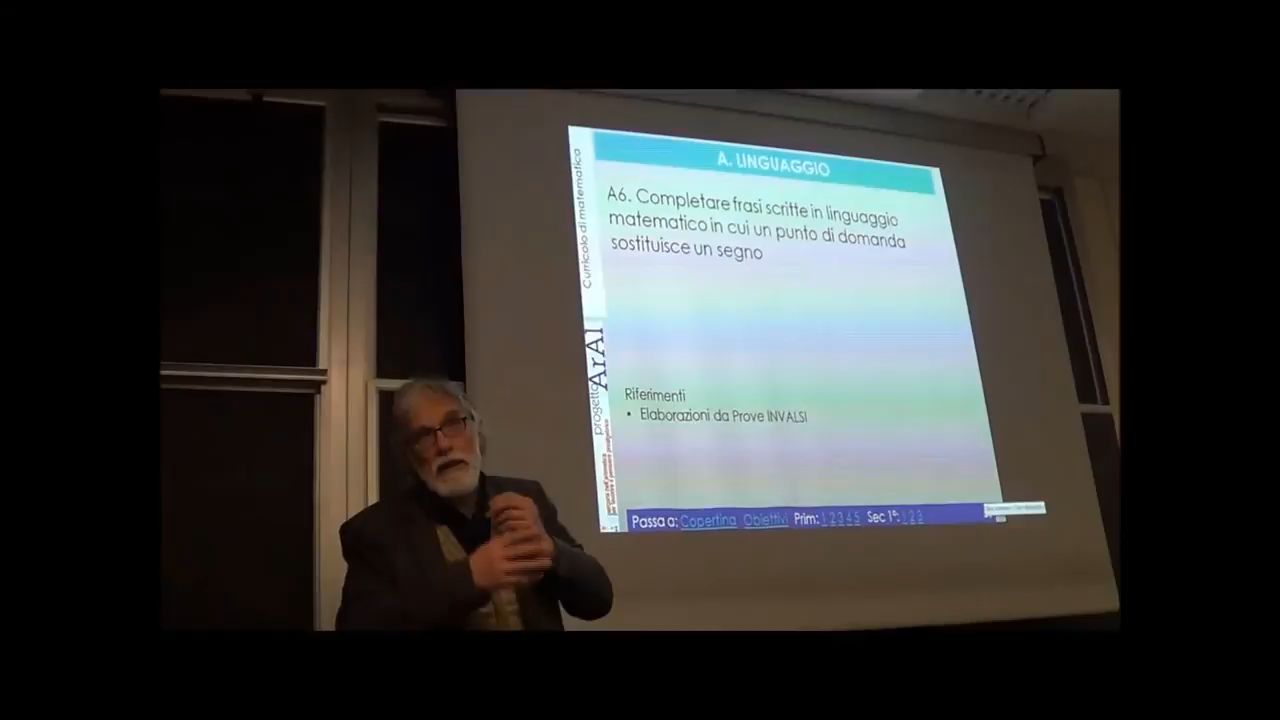 A. LINGUAGGIO
A6. Completare frasi scritte in linguaggio
matematico in cui un punto di domanda
sostituisce un segno
Riferimenti
• Elaborazioni da Prove INVALSI
Passa a: Copertina Obiettivi Prim: 1 2 3 4 5 Sec 1°: 1 2 3
Curricolo di matematica
progetto ArAl